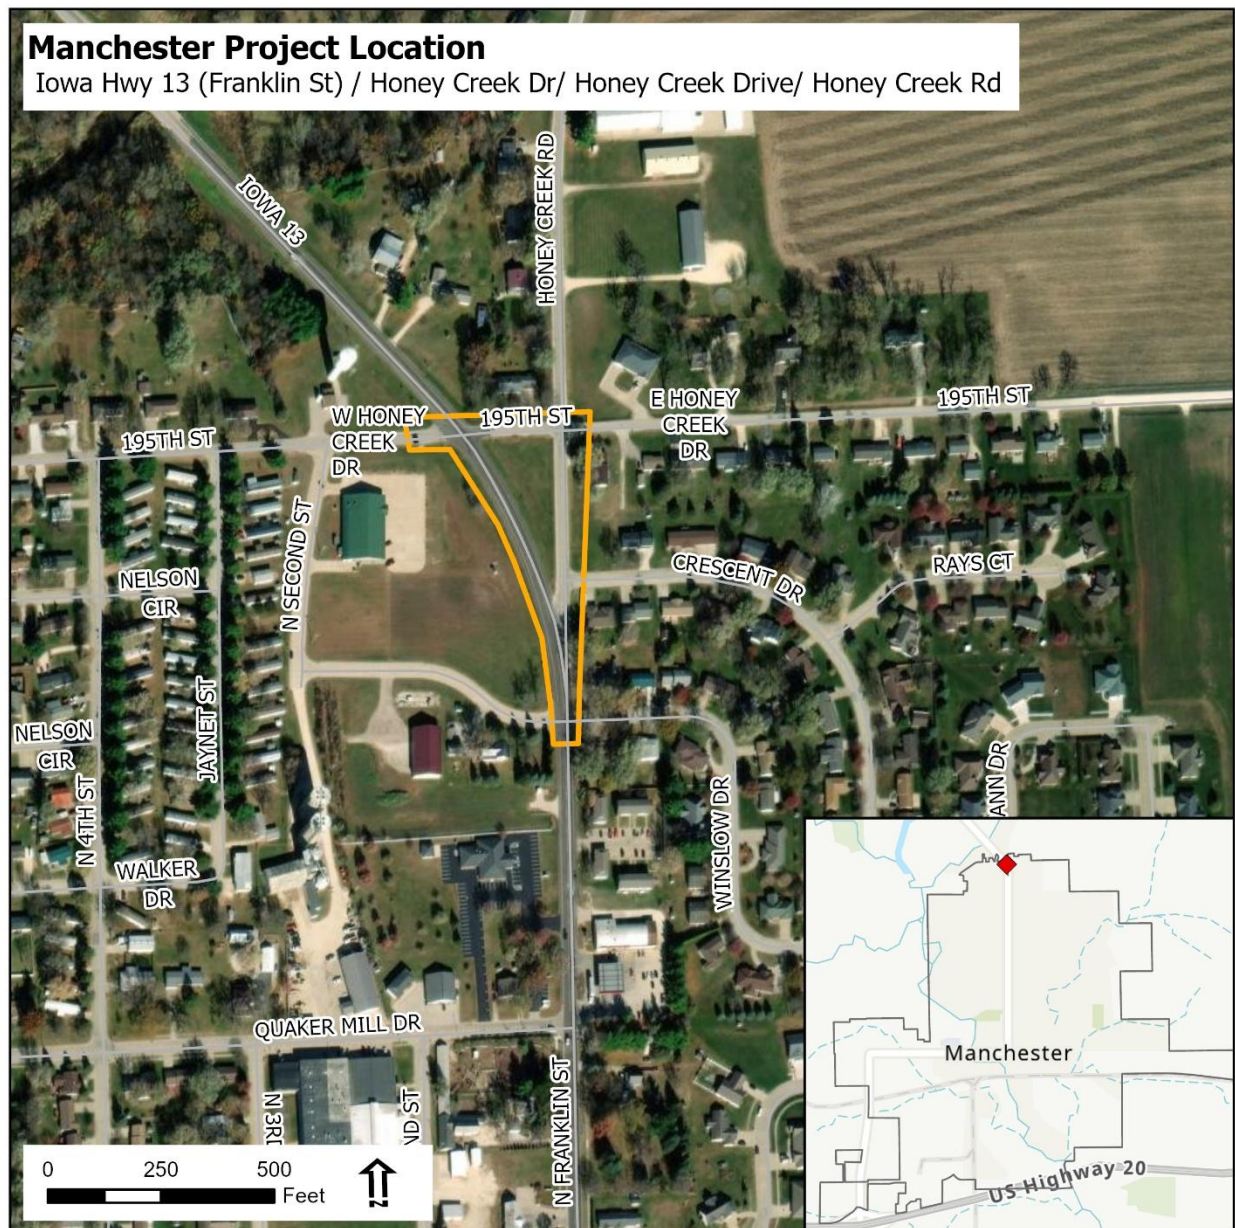 Manchester Project Location
Iowa Hwy 13 (Franklin St) / Honey Creek Dr/ Honey Creek Drive/ Honey Creek Rd
IOWA 13
HONEY CREEK RD
195TH ST
W HONEY
CREEK
DR
195TH ST
E HONEY
CREEK
DR
195TH ST
N SECOND ST
NELSON
CIR
CRESCENT DR
RAYS CT
JAYNET ST
NELSON
CIR
N 4TH ST
WALKER
DR
WINSLOW DR
ANN DR
QUAKER MILL DR
N 3RD
ND ST
N FRANKLIN ST
0 250 500
Feet
N
Manchester
US Highway 20